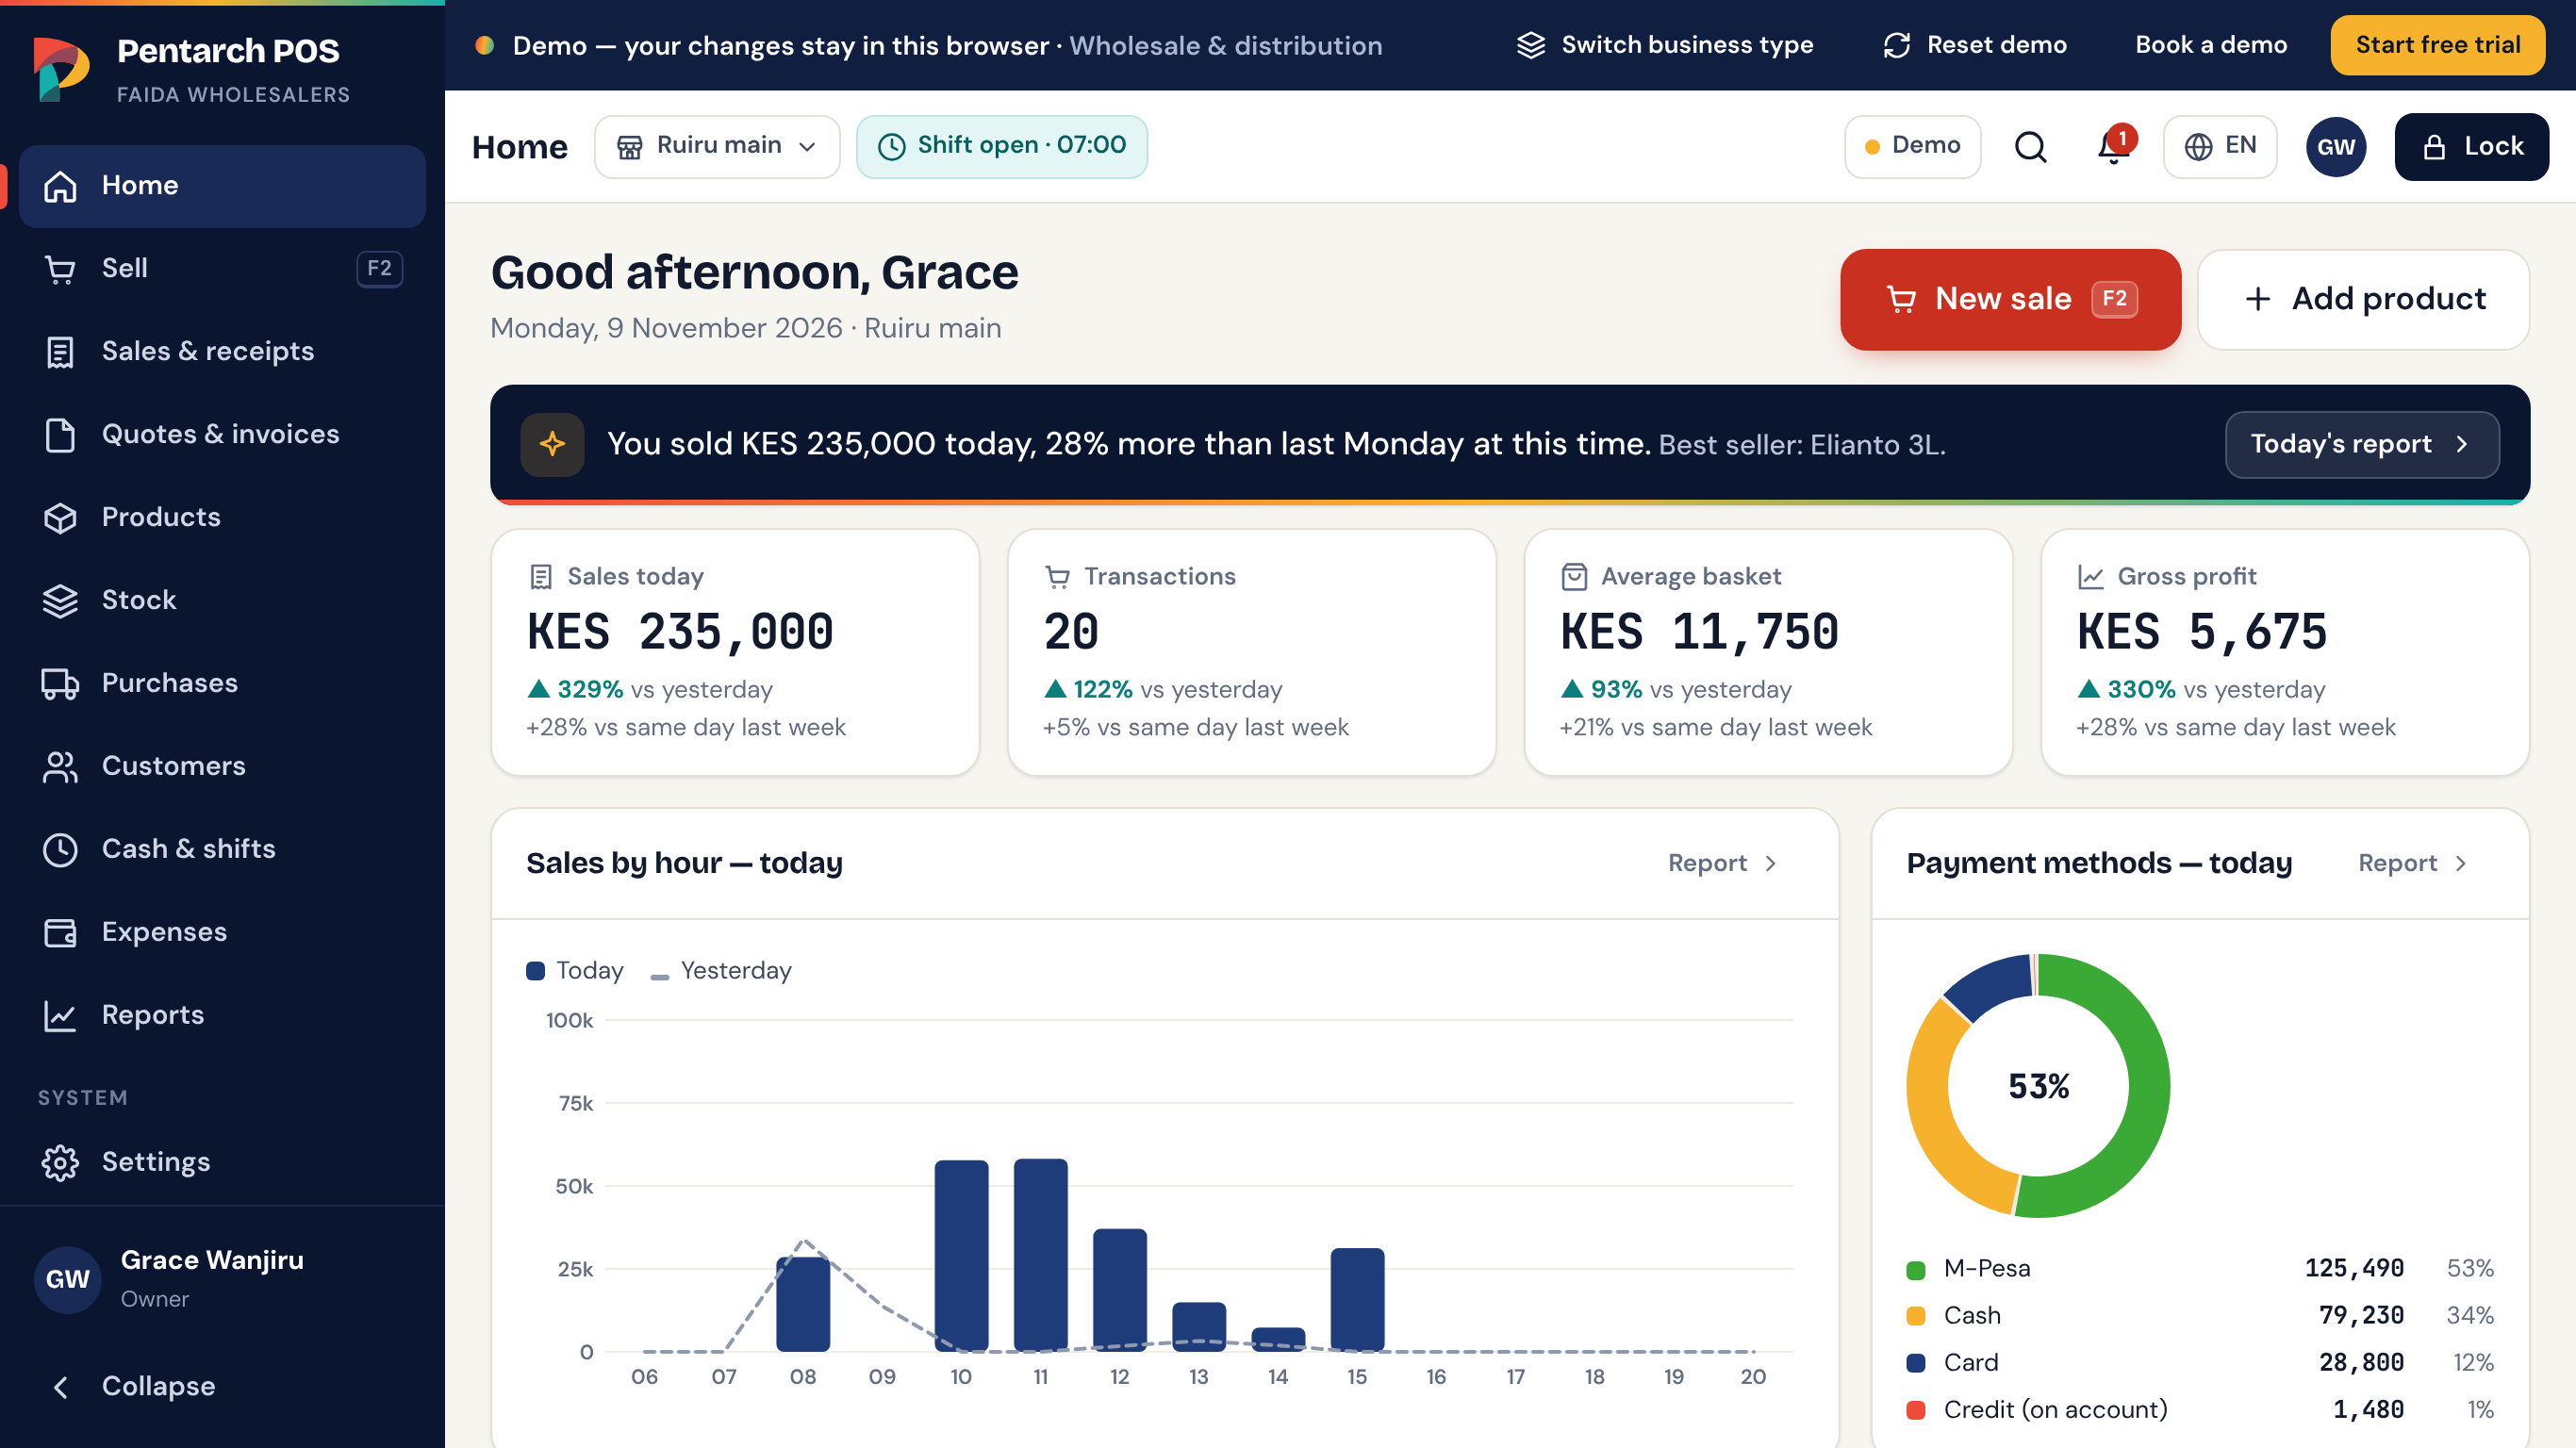 Pentarch POS
FAIDA WHOLESALERS
Home
Sell F2
Sales & receipts
Quotes & invoices
Products
Stock
Purchases
Customers
Cash & shifts
Expenses
Reports
SYSTEM
Settings
GW Grace Wanjiru
Owner
Collapse
Demo — your changes stay in this browser · Wholesale & distribution
Switch business type
Reset demo
Book a demo
Start free trial
Home
Ruiru main
Shift open · 07:00
Demo
1
EN
GW
Lock
Good afternoon, Grace
Monday, 9 November 2026 · Ruiru main
New sale F2
Add product
You sold KES 235,000 today, 28% more than last Monday at this time. Best seller: Elianto 3L.
Today's report
Sales today
KES 235,000
▲ 329% vs yesterday
+28% vs same day last week
Transactions
20
▲ 122% vs yesterday
+5% vs same day last week
Average basket
KES 11,750
▲ 93% vs yesterday
+21% vs same day last week
Gross profit
KES 5,675
▲ 330% vs yesterday
+28% vs same day last week
Sales by hour — today
Report
Today Yesterday
100k
75k
50k
25k
0
06 07 08 09 10 11 12 13 14 15 16 17 18 19 20
Payment methods — today
Report
53%
M-Pesa 125,490 53%
Cash 79,230 34%
Card 28,800 12%
Credit (on account) 1,480 1%